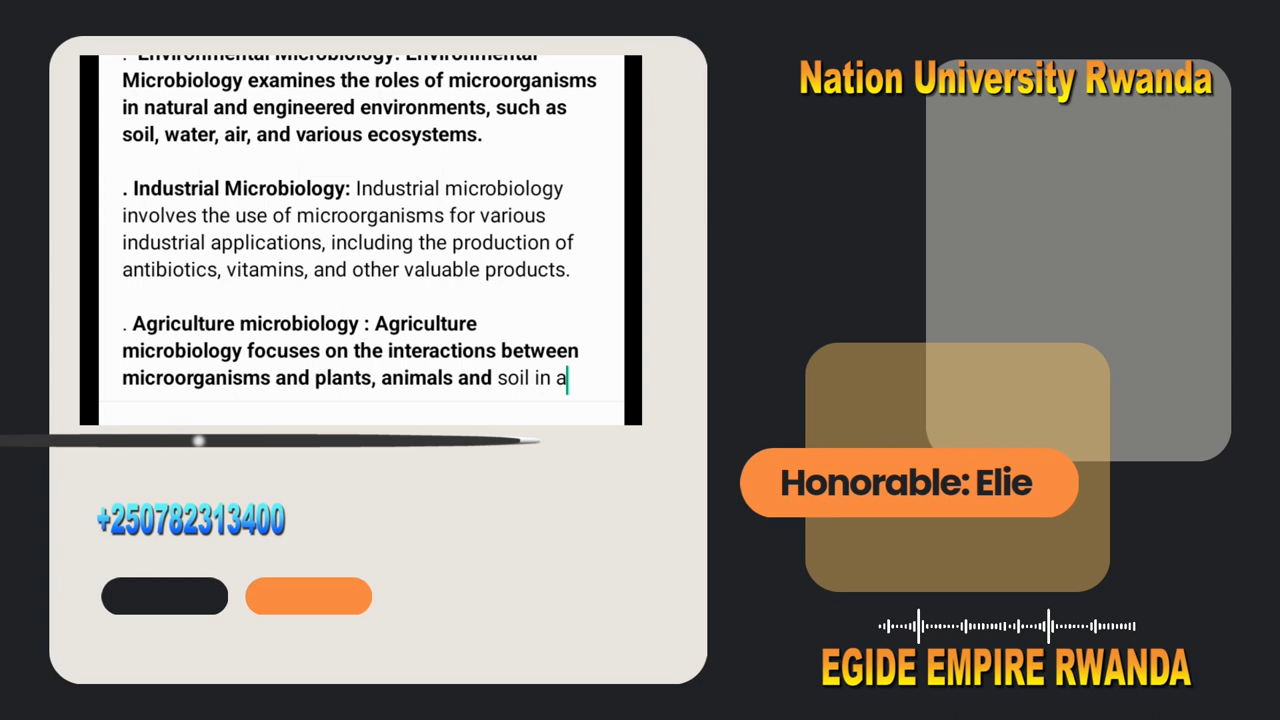 . Environmental Microbiology: Environmental
Microbiology examines the roles of microorganisms
in natural and engineered environments, such as
soil, water, air, and various ecosystems.
. Industrial Microbiology: Industrial microbiology
involves the use of microorganisms for various
industrial applications, including the production of
antibiotics, vitamins, and other valuable products.
. Agriculture microbiology : Agriculture
microbiology focuses on the interactions between
microorganisms and plants, animals and soil in a
+250782313400
Nation University Rwanda
Honorable: Elie
EGIDE EMPIRE RWANDA